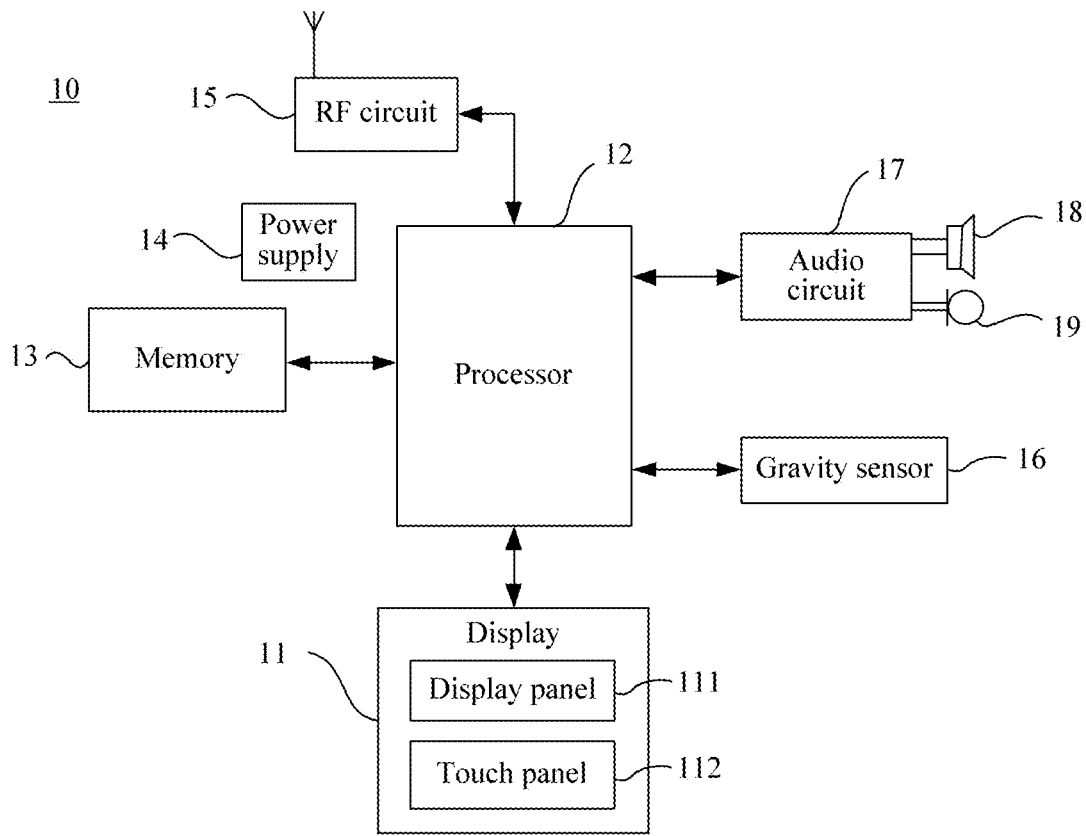 10
15
RF circuit
12
17
18
14
Power
supply
Audio
circuit
19
13
Memory
Processor
Gravity sensor
16
11
Display
Display panel
111
Touch panel
112